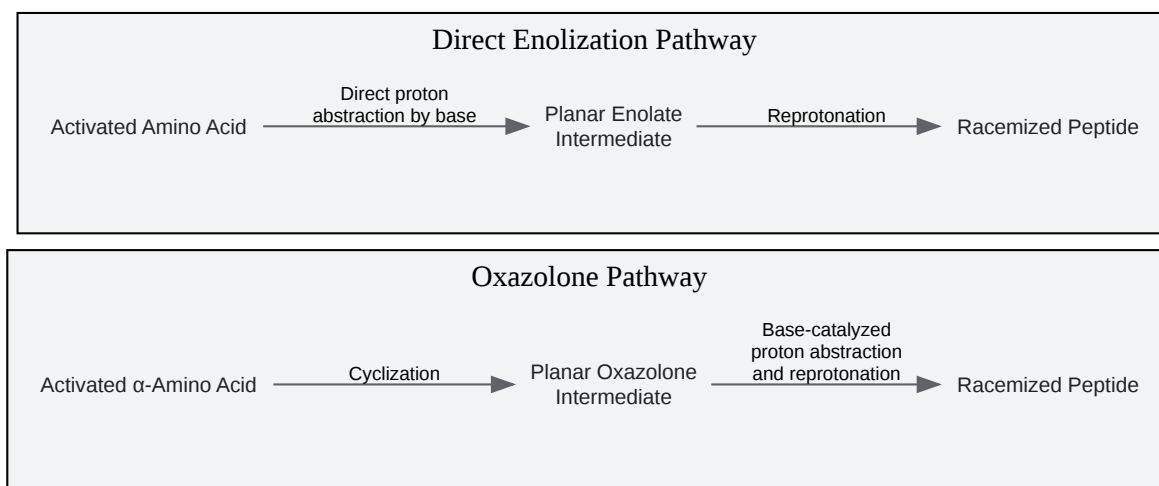 Direct Enolization Pathway
Direct proton
abstraction by base
Activated Amino Acid
Planar Enolate
Intermediate
Reprotonation
Racemized Peptide
Oxazolone Pathway
Activated α-Amino Acid
Cyclization
Planar Oxazolone
Intermediate
Base-catalyzed
proton abstraction
and reprotonation
Racemized Peptide